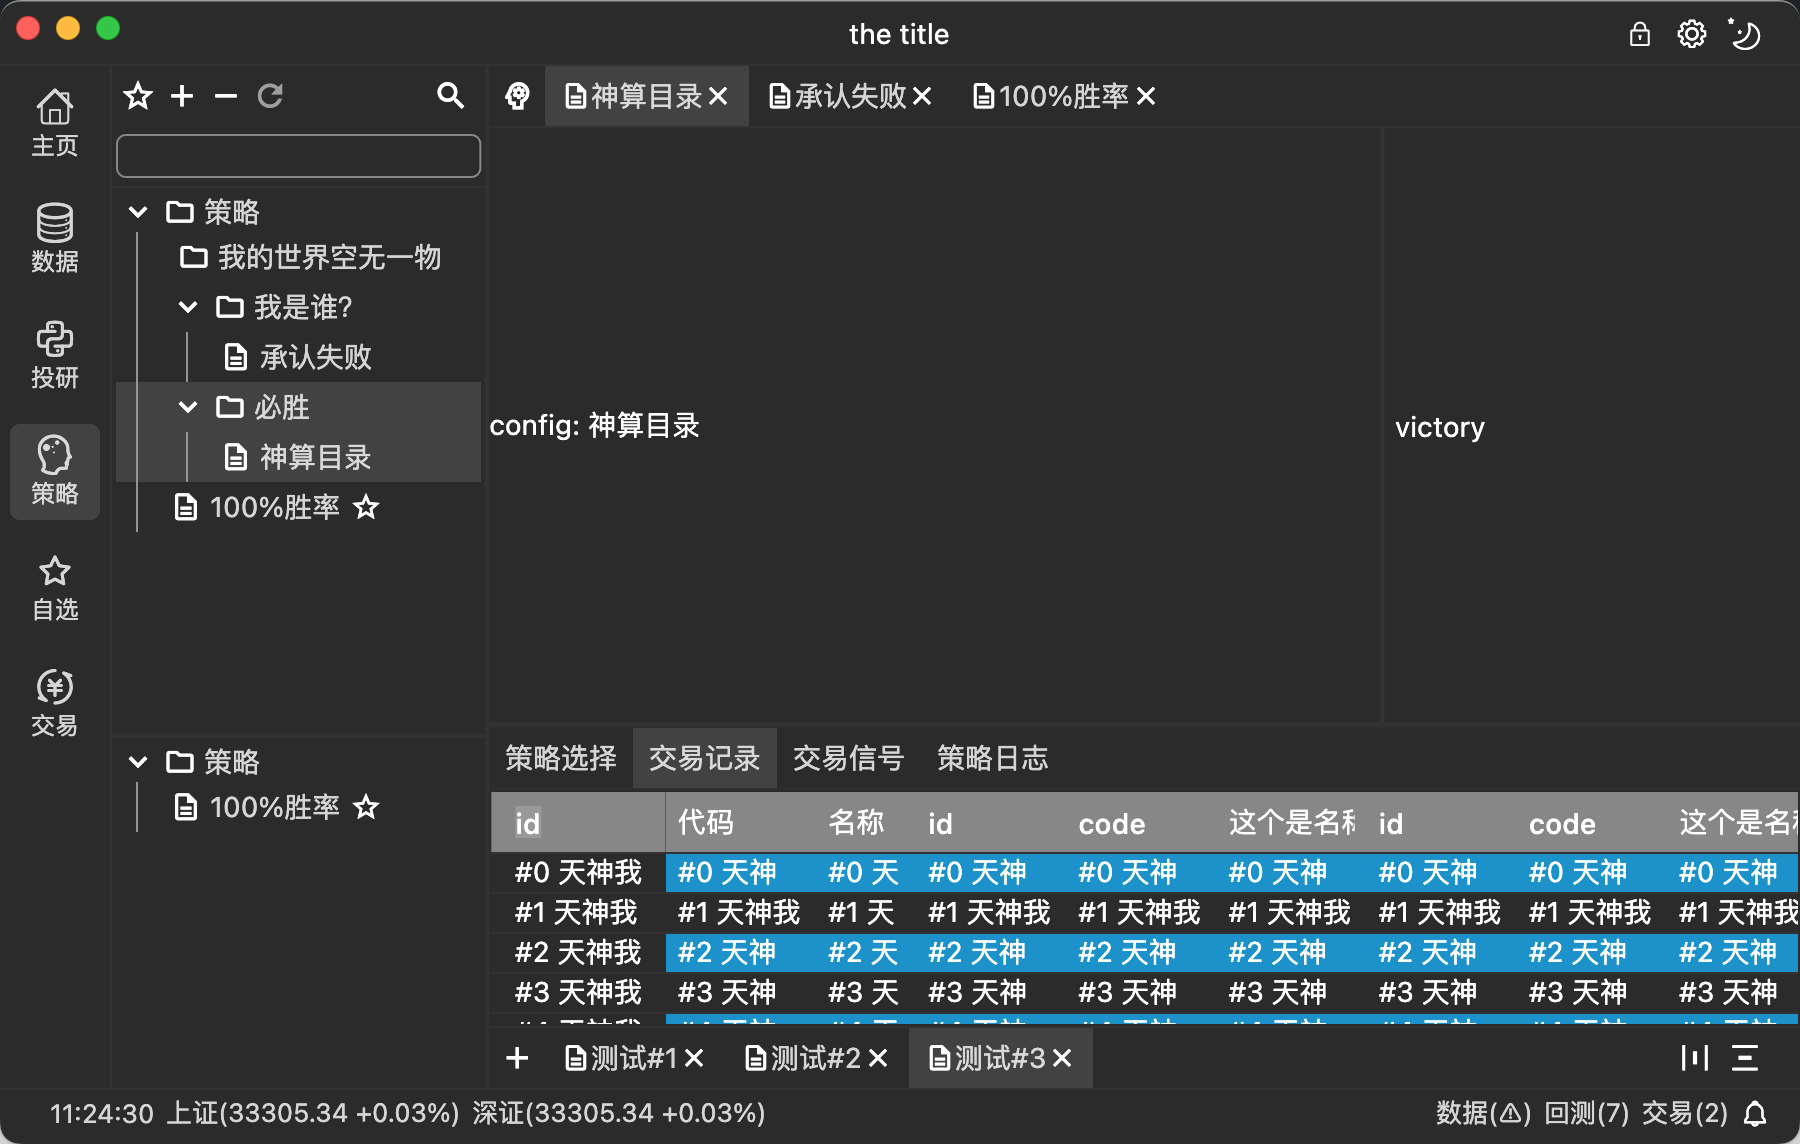 the title
主页
数据
投研
策略
自选
交易
策略
我的世界空无一物
我是谁?
承认失败
必胜
神算目录
100%胜率
策略
100%胜率
神算目录 承认失败 100%胜率
config: 神算目录
victory
策略选择 交易记录 交易信号 策略日志
id 代码 名称 id code 这个是名称 id code 这个是名称
#0 天神我 #0 天神 #0 天 #0 天神 #0 天神 #0 天神 #0 天神 #0 天神 #0 天神
#1 天神我 #1 天神我 #1 天 #1 天神我 #1 天神我 #1 天神我 #1 天神我 #1 天神我 #1 天神我
#2 天神我 #2 天神 #2 天 #2 天神 #2 天神 #2 天神 #2 天神 #2 天神 #2 天神
#3 天神我 #3 天神 #3 天 #3 天神 #3 天神 #3 天神 #3 天神 #3 天神 #3 天神
测试#1 测试#2 测试#3
11:24:30 上证(33305.34 +0.03%) 深证(33305.34 +0.03%)
数据(⚠) 回测(7) 交易(2)